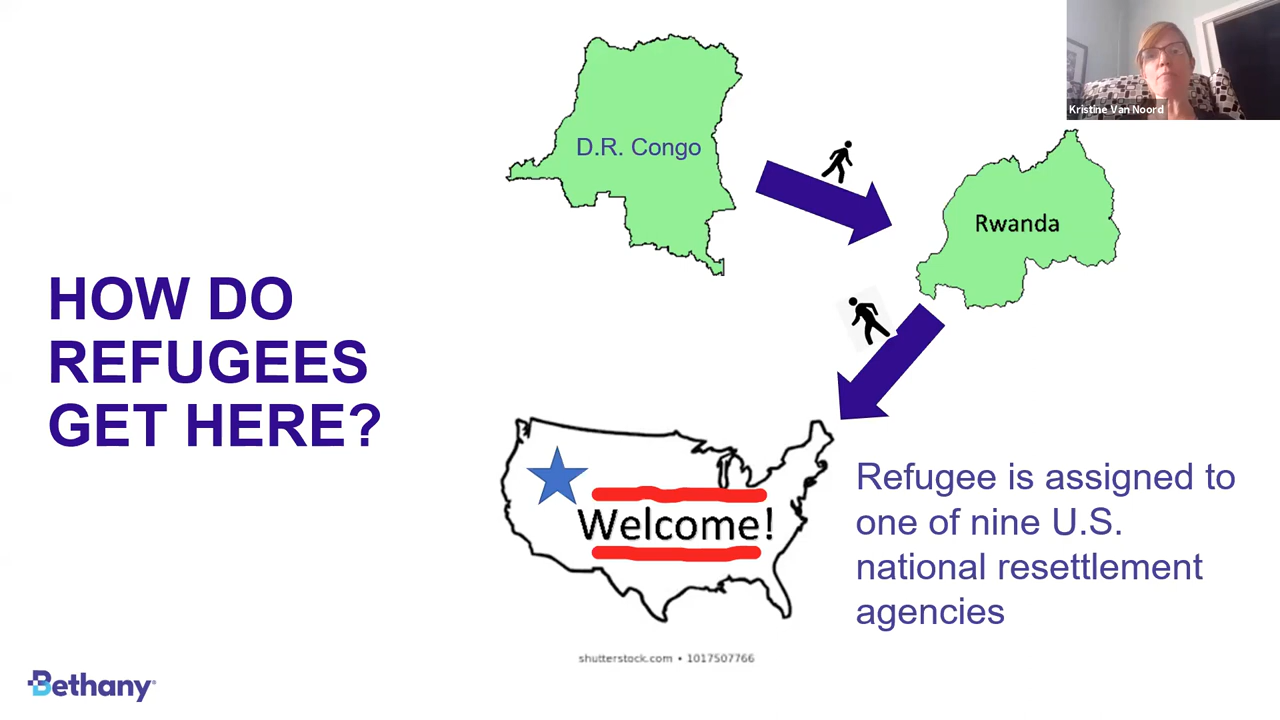 Kristine Van Noord
D.R. Congo
Rwanda
HOW DO
REFUGEES
GET HERE?
Welcome!
Refugee is assigned to
one of nine U.S.
national resettlement
agencies
shutterstock.com • 1017507766
Bethany